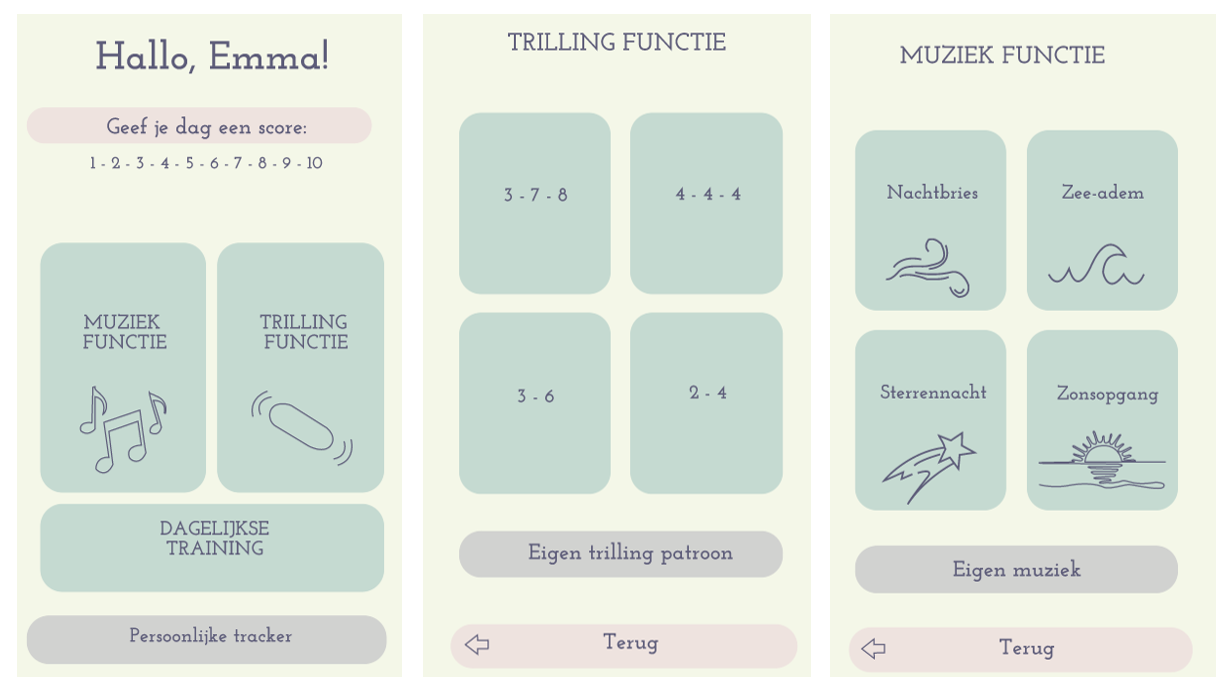 Hallo, Emma!
Geef je dag een score:
1 - 2 - 3 - 4 - 5 - 6 - 7 - 8 - 9 - 10
MUZIEK
FUNCTIE
TRILLING
FUNCTIE
DAGELIJKSE
TRAINING
Persoonlijke tracker
TRILLING FUNCTIE
3 - 7 - 8
4 - 4 - 4
3 - 6
2 - 4
Eigen trilling patroon
Terug
MUZIEK FUNCTIE
Nachtbries
Zee-adem
Sterrennacht
Zonsopgang
Eigen muziek
Terug